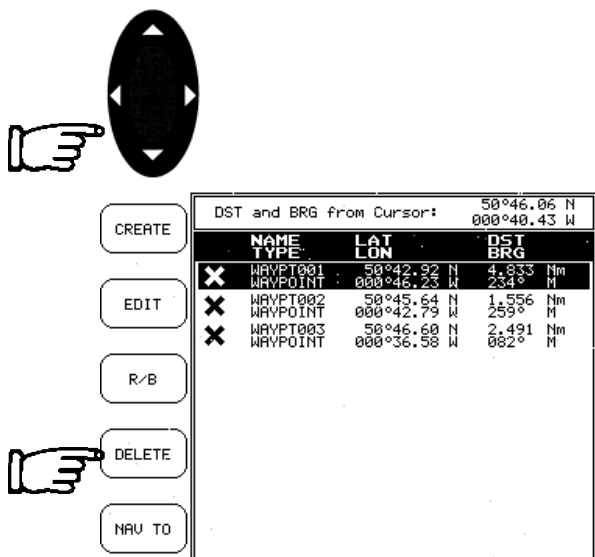 CREATE
EDIT
R/B
DELETE
NAV TO
DST and BRG from Cursor: 50°46.06 N
000°40.43 W
NAME LAT DST
TYPE LON BRG
WAYPT001 50°42.92 N 4.833 Nm
WAYPOINT 000°46.23 W 234° M
WAYPT002 50°45.64 N 1.556 Nm
WAYPOINT 000°42.79 W 259° M
WAYPT003 50°46.60 N 2.491 Nm
WAYPOINT 000°36.58 W 082° M